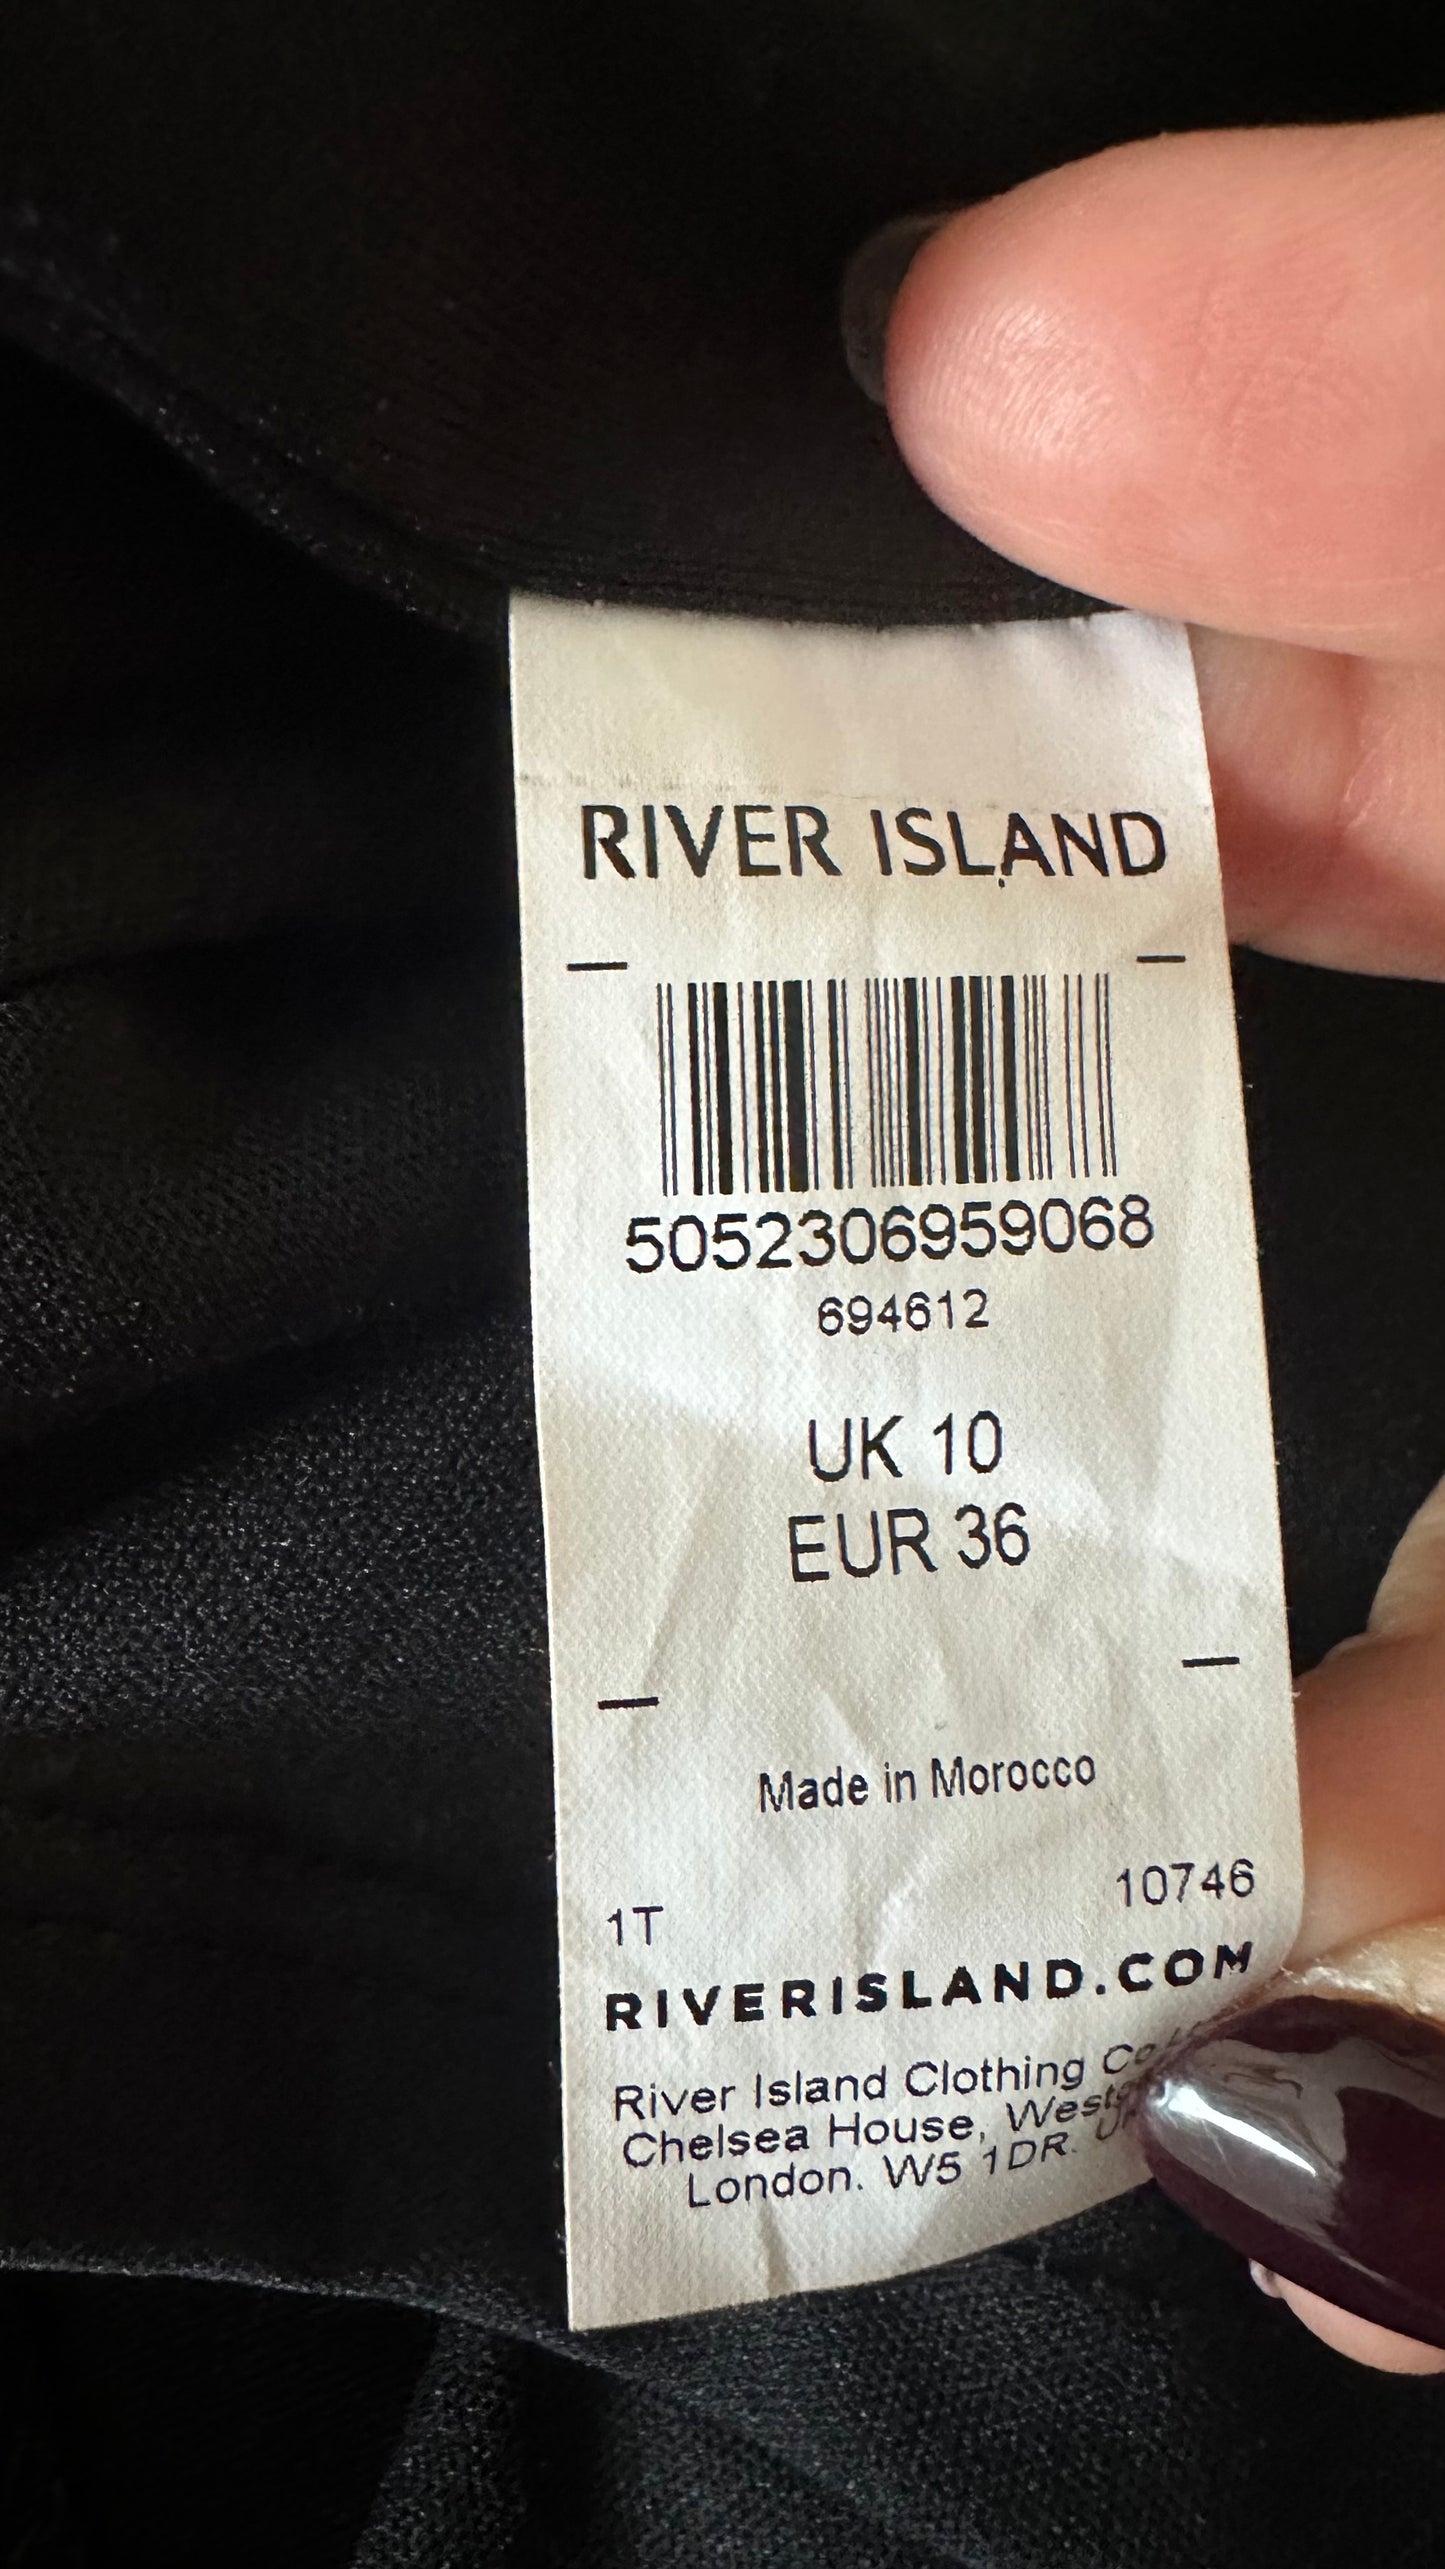 RIVER ISLAND
5052306959068
694612
UK 10
EUR 36
Made in Morocco
1T 10746
RIVERISLAND.COM
River Island Clothing
Chelsea House,
London. W5 1DR.